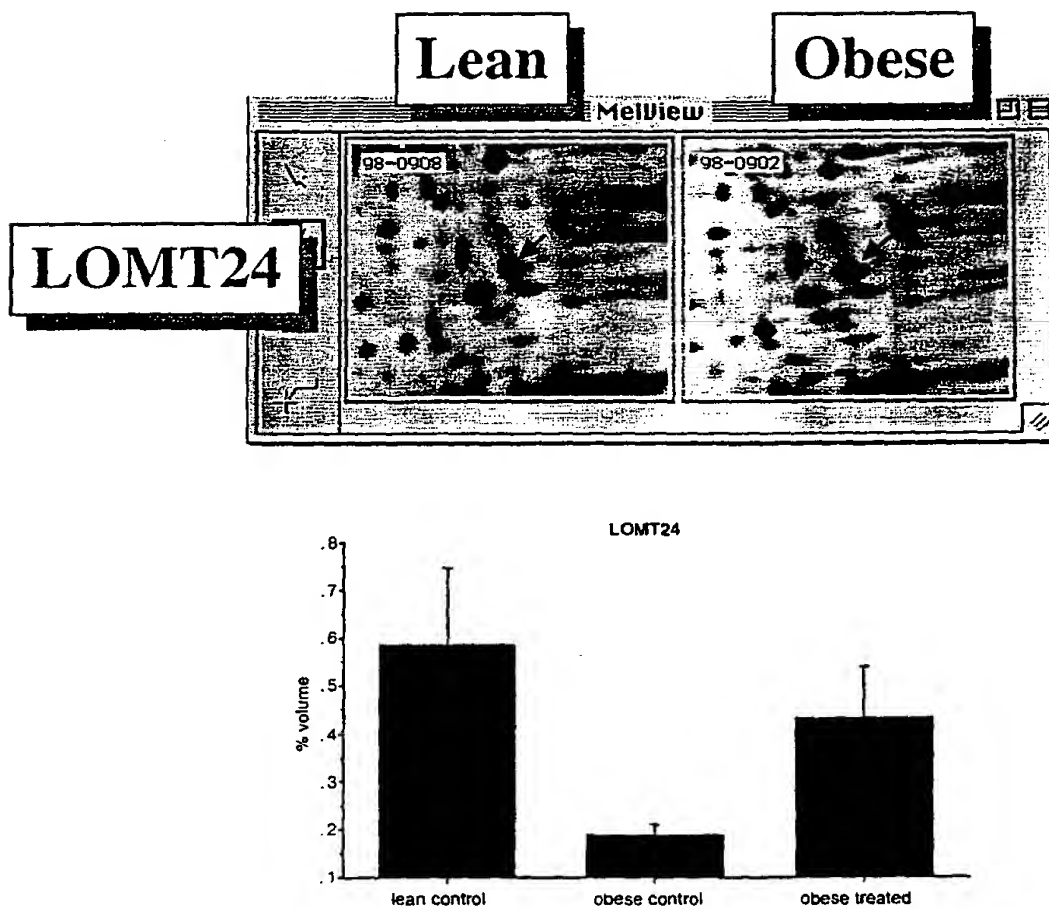 Lean
Obese
MelView
98-0908
98-0902
LOMT24
LOMT24
.8
.7
.6
.5
.4
.3
.2
.1
% volume
lean control
obese control
obese treated